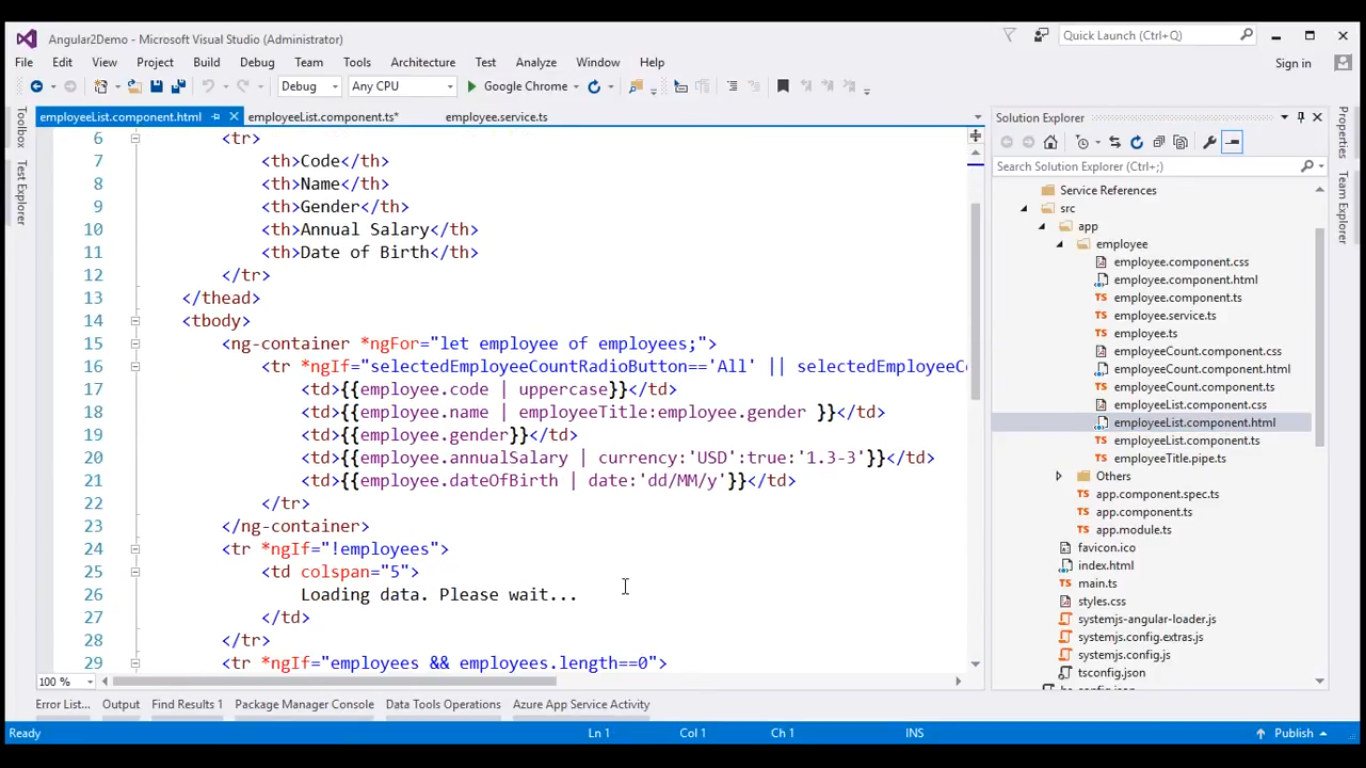 Angular2Demo - Microsoft Visual Studio (Administrator)
Quick Launch (Ctrl+Q)
File Edit View Project Build Debug Team Tools Architecture Test Analyze Window Help
Sign in
Debug Any CPU Google Chrome
Toolbox
Test Explorer
employeeList.component.html employeeList.component.ts* employee.service.ts
6 <tr>
7 <th>Code</th>
8 <th>Name</th>
9 <th>Gender</th>
10 <th>Annual Salary</th>
11 <th>Date of Birth</th>
12 </tr>
13 </thead>
14 <tbody>
15 <ng-container *ngFor="let employee of employees;">
16 <tr *ngIf="selectedEmployeeCountRadioButton=='All' || selectedEmployeeC
17 <td>{{employee.code | uppercase}}</td>
18 <td>{{employee.name | employeeTitle:employee.gender }}</td>
19 <td>{{employee.gender}}</td>
20 <td>{{employee.annualSalary | currency:'USD':true:'1.3-3'}}</td>
21 <td>{{employee.dateOfBirth | date:'dd/MM/y'}}</td>
22 </tr>
23 </ng-container>
24 <tr *ngIf="!employees">
25 <td colspan="5">
26 Loading data. Please wait...
27 </td>
28 </tr>
29 <tr *ngIf="employees && employees.length==0">
100 %
Solution Explorer
Search Solution Explorer (Ctrl+;)
Service References
src
app
employee
employee.component.css
employee.component.html
employee.component.ts
employee.service.ts
employee.ts
employeeCount.component.css
employeeCount.component.html
employeeCount.component.ts
employeeList.component.css
employeeList.component.html
employeeList.component.ts
employeeTitle.pipe.ts
Others
app.component.spec.ts
app.component.ts
app.module.ts
favicon.ico
index.html
main.ts
styles.css
systemjs-angular-loader.js
systemjs.config.extras.js
systemjs.config.js
tsconfig.json
Properties
Team Explorer
Error List... Output Find Results 1 Package Manager Console Data Tools Operations Azure App Service Activity
Ready Ln 1 Col 1 Ch 1 INS Publish